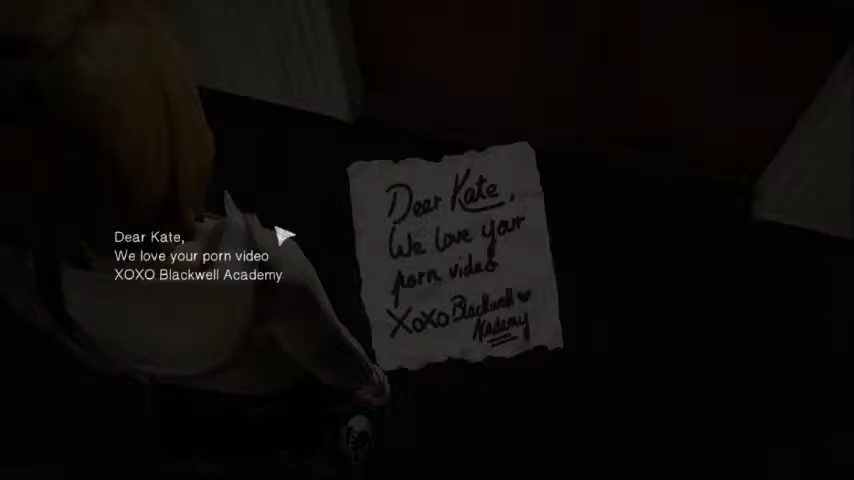 Dear Kate,
We love your porn video
XOXO Blackwell Academy
Dear Kate,
We love your
porn video
XoXo Blackwell
Academy